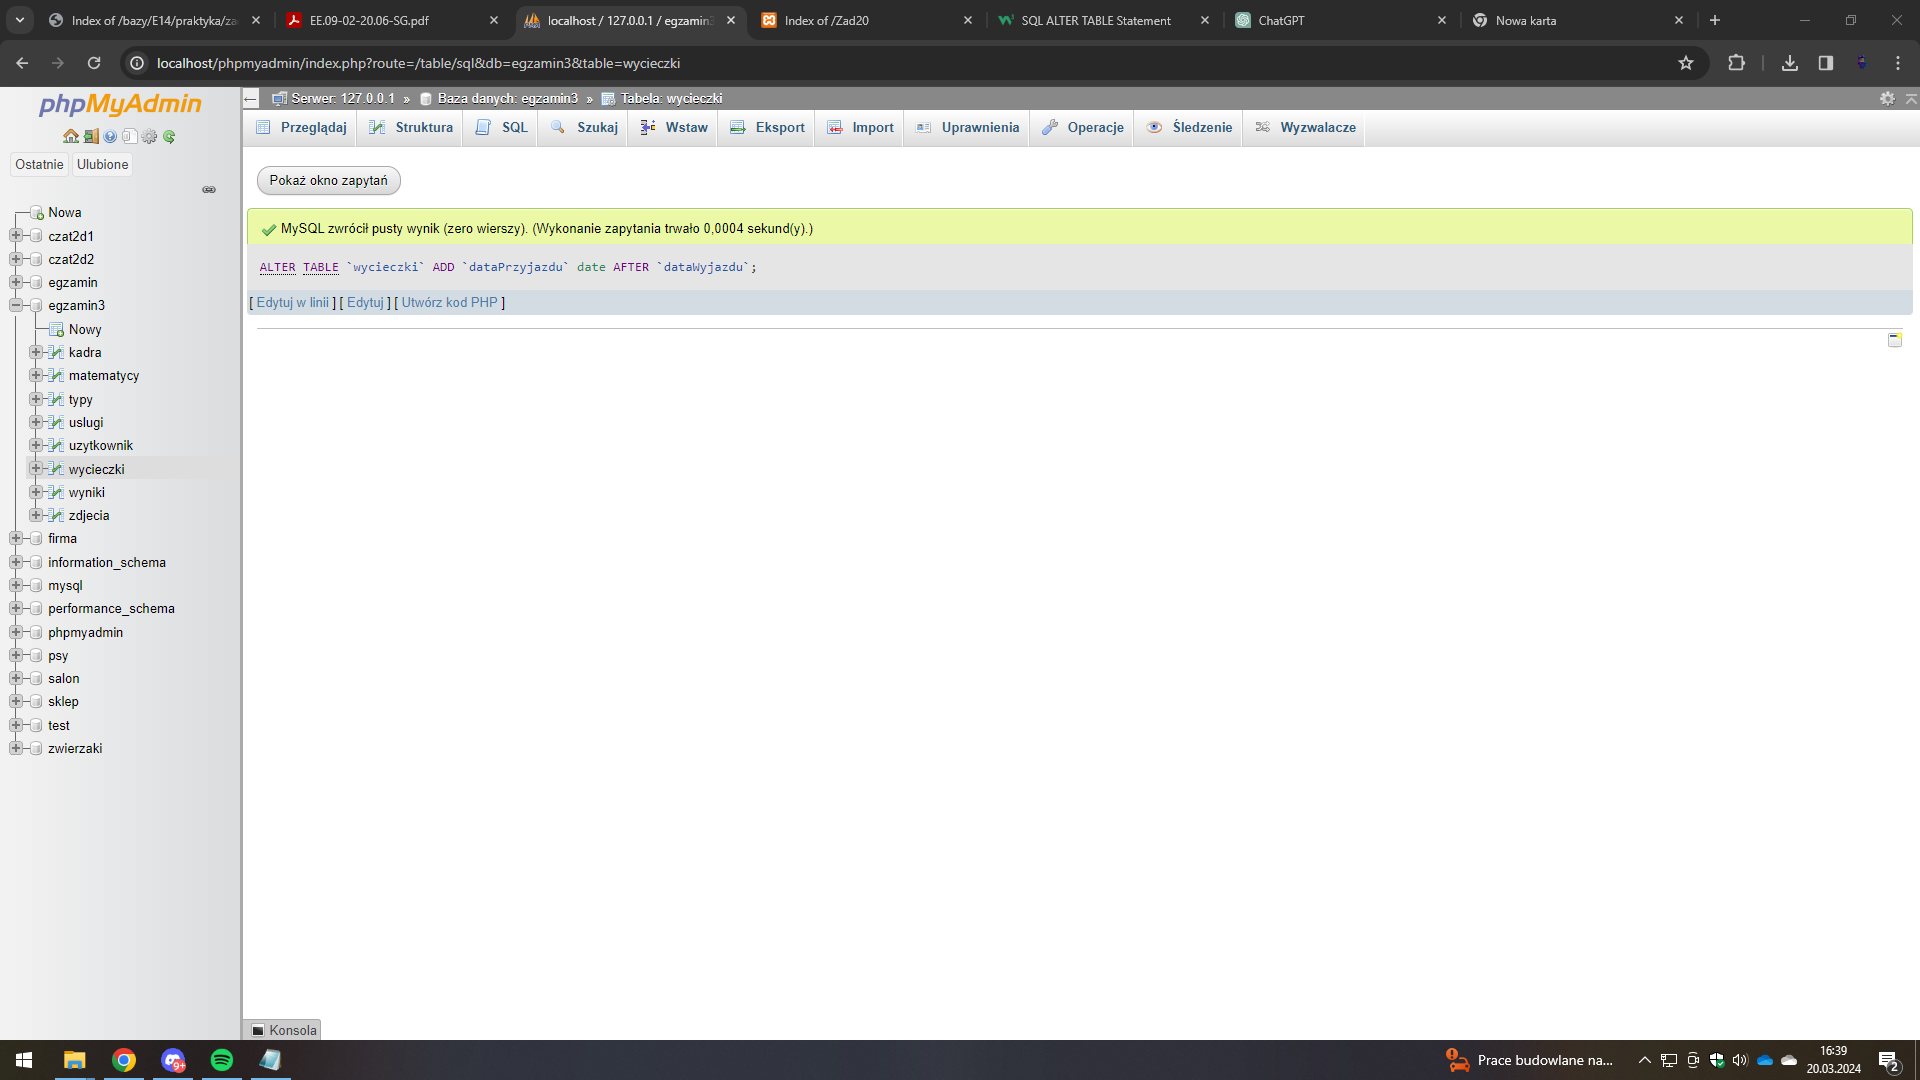 Index of /bazy/E14/praktyka/za
EE.09-02-20.06-SG.pdf
localhost / 127.0.0.1 / egzamin3
Index of /Zad20
SQL ALTER TABLE Statement
ChatGPT
Nowa karta
localhost/phpmyadmin/index.php?route=/table/sql&db=egzamin3&table=wycieczki
phpMyAdmin
Ostatnie
Ulubione
Nowa
czat2d1
czat2d2
egzamin
egzamin3
Nowy
kadra
matematycy
typy
uslugi
uzytkownik
wycieczki
wyniki
zdjecia
firma
information_schema
mysql
performance_schema
phpmyadmin
psy
salon
sklep
test
zwierzaki
Serwer: 127.0.0.1 » Baza danych: egzamin3 » Tabela: wycieczki
Przeglądaj
Struktura
SQL
Szukaj
Wstaw
Eksport
Import
Uprawnienia
Operacje
Śledzenie
Wyzwalacze
Pokaż okno zapytań
MySQL zwrócił pusty wynik (zero wierszy). (Wykonanie zapytania trwało 0,0004 sekund(y).)
ALTER TABLE `wycieczki` ADD `dataPrzyjazdu` date AFTER `dataWyjazdu`;
[ Edytuj w linii ] [ Edytuj ] [ Utwórz kod PHP ]
Konsola
9+
Prace budowlane na...
16:39
20.03.2024
2